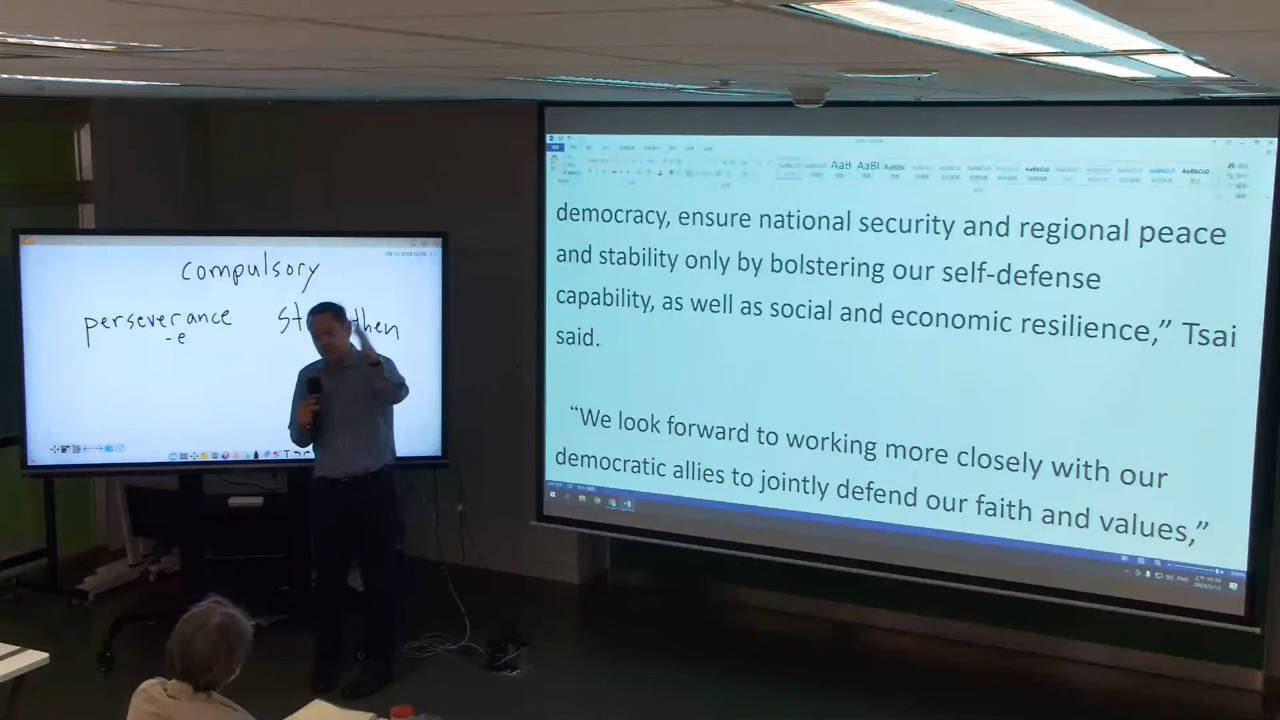 compulsory
perseverance
-e
democracy, ensure national security and regional peace
and stability only by bolstering our self-defense
capability, as well as social and economic resilience,” Tsai
said.
“We look forward to working more closely with our
democratic allies to jointly defend our faith and values,”